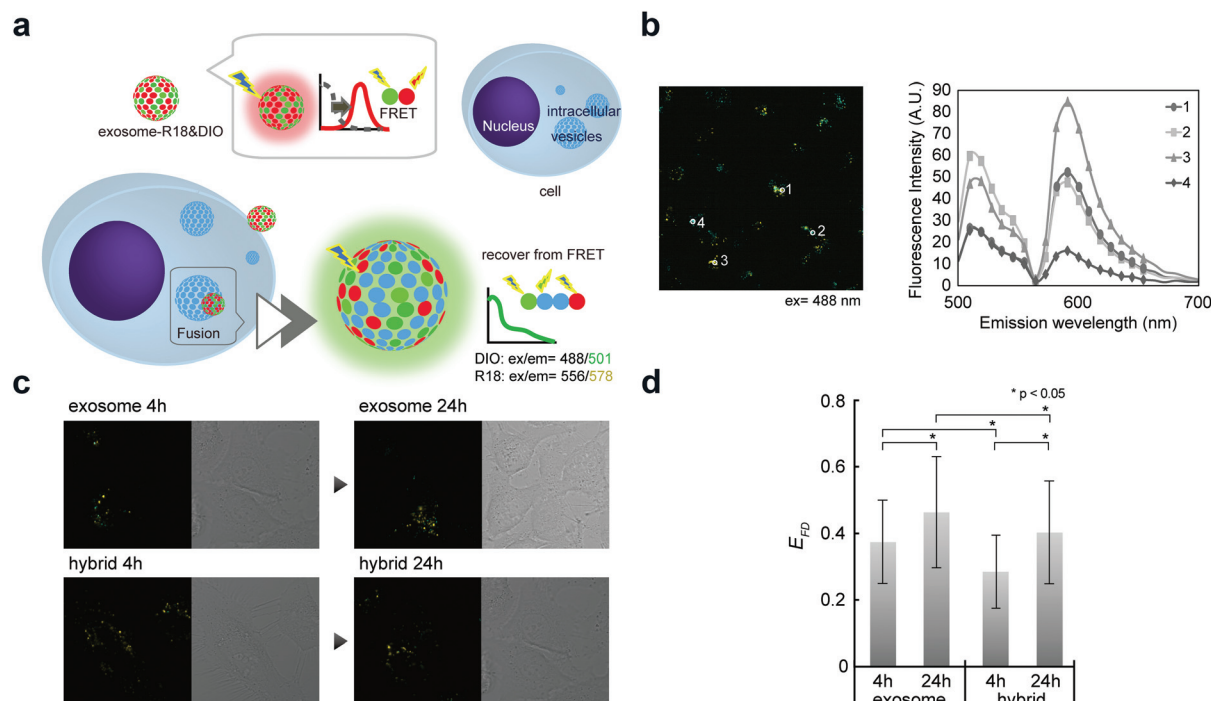 a
exosome-R18&DIO
FRET
Nucleus
intracellular
vesicles
cell
Fusion
recover from FRET
DIO: ex/em= 488/501
R18: ex/em= 556/578
b
1
2
3
4
ex= 488 nm
Fluorescence Intensity (A.U.)
90
80
70
60
50
40
30
20
10
0
500
600
700
Emission wevelength (nm)
1
2
3
4
c
exosome 4h
exosome 24h
hybrid 4h
hybrid 24h
d
* p < 0.05
*
*
*
*
E_FD
0.8
0.6
0.4
0.2
0
4h
24h
4h
24h
exosome
hybrid